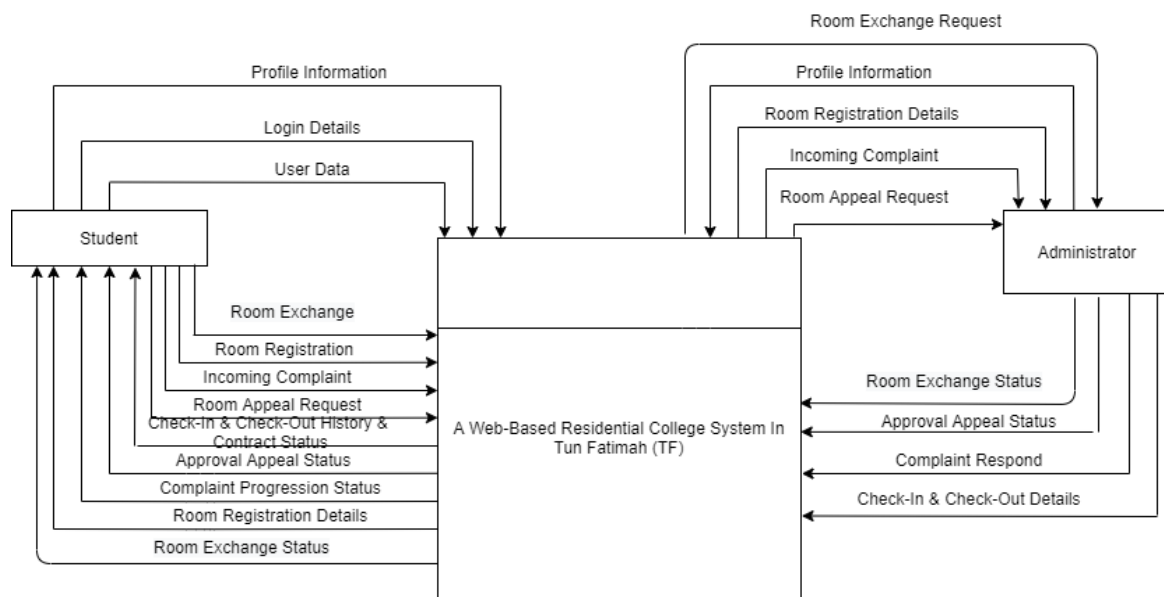 Room Exchange Request
Profile Information
Profile Information
Login Details
Room Registration Details
User Data
Incoming Complaint
Room Appeal Request
Student
Administrator
Room Exchange
Room Registration
Incoming Complaint
Room Appeal Request
Check-In & Check-Out History &
Contract Status
Approval Appeal Status
Complaint Progression Status
Room Registration Details
Room Exchange Status
A Web-Based Residential College System In
Tun Fatimah (TF)
Room Exchange Status
Approval Appeal Status
Complaint Respond
Check-In & Check-Out Details